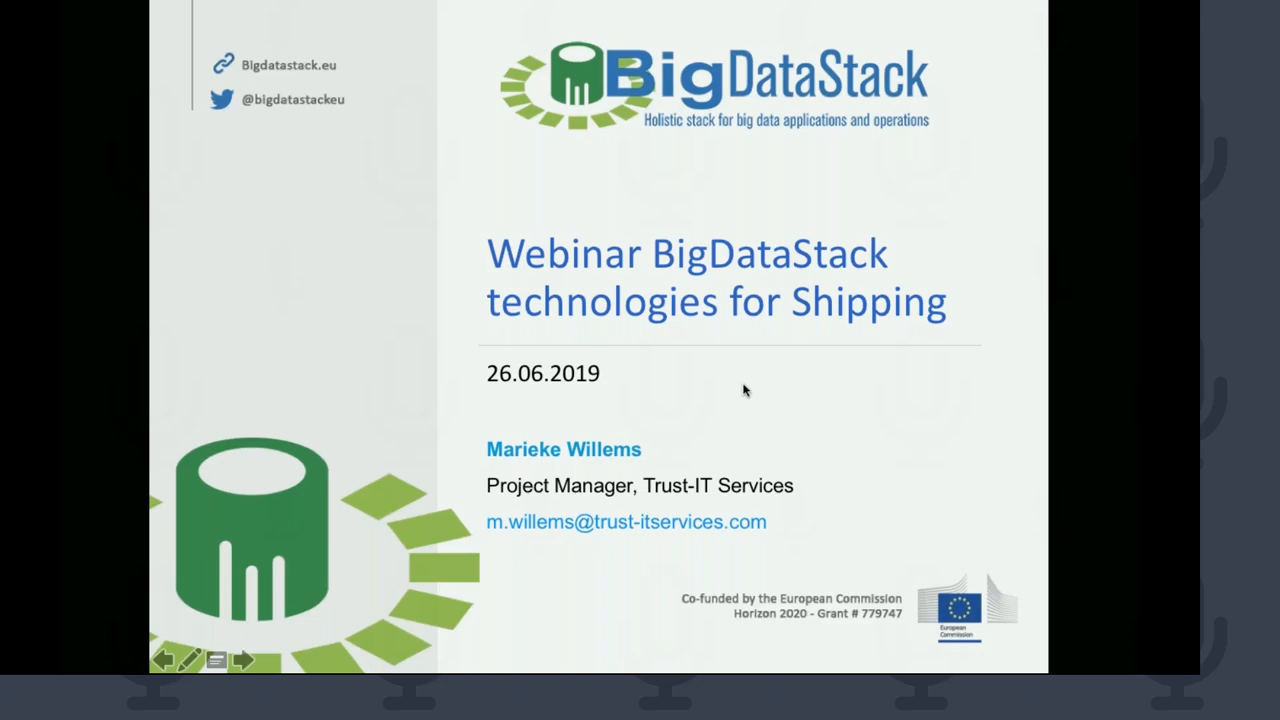 Bigdatastack.eu
@bigdatastackeu
BigDataStack
Holistic stack for big data applications and operations
Webinar BigDataStack
technologies for Shipping
26.06.2019
Marieke Willems
Project Manager, Trust-IT Services
m.willems@trust-itservices.com
Co-funded by the European Commission
Horizon 2020 - Grant # 779747
European
Commission